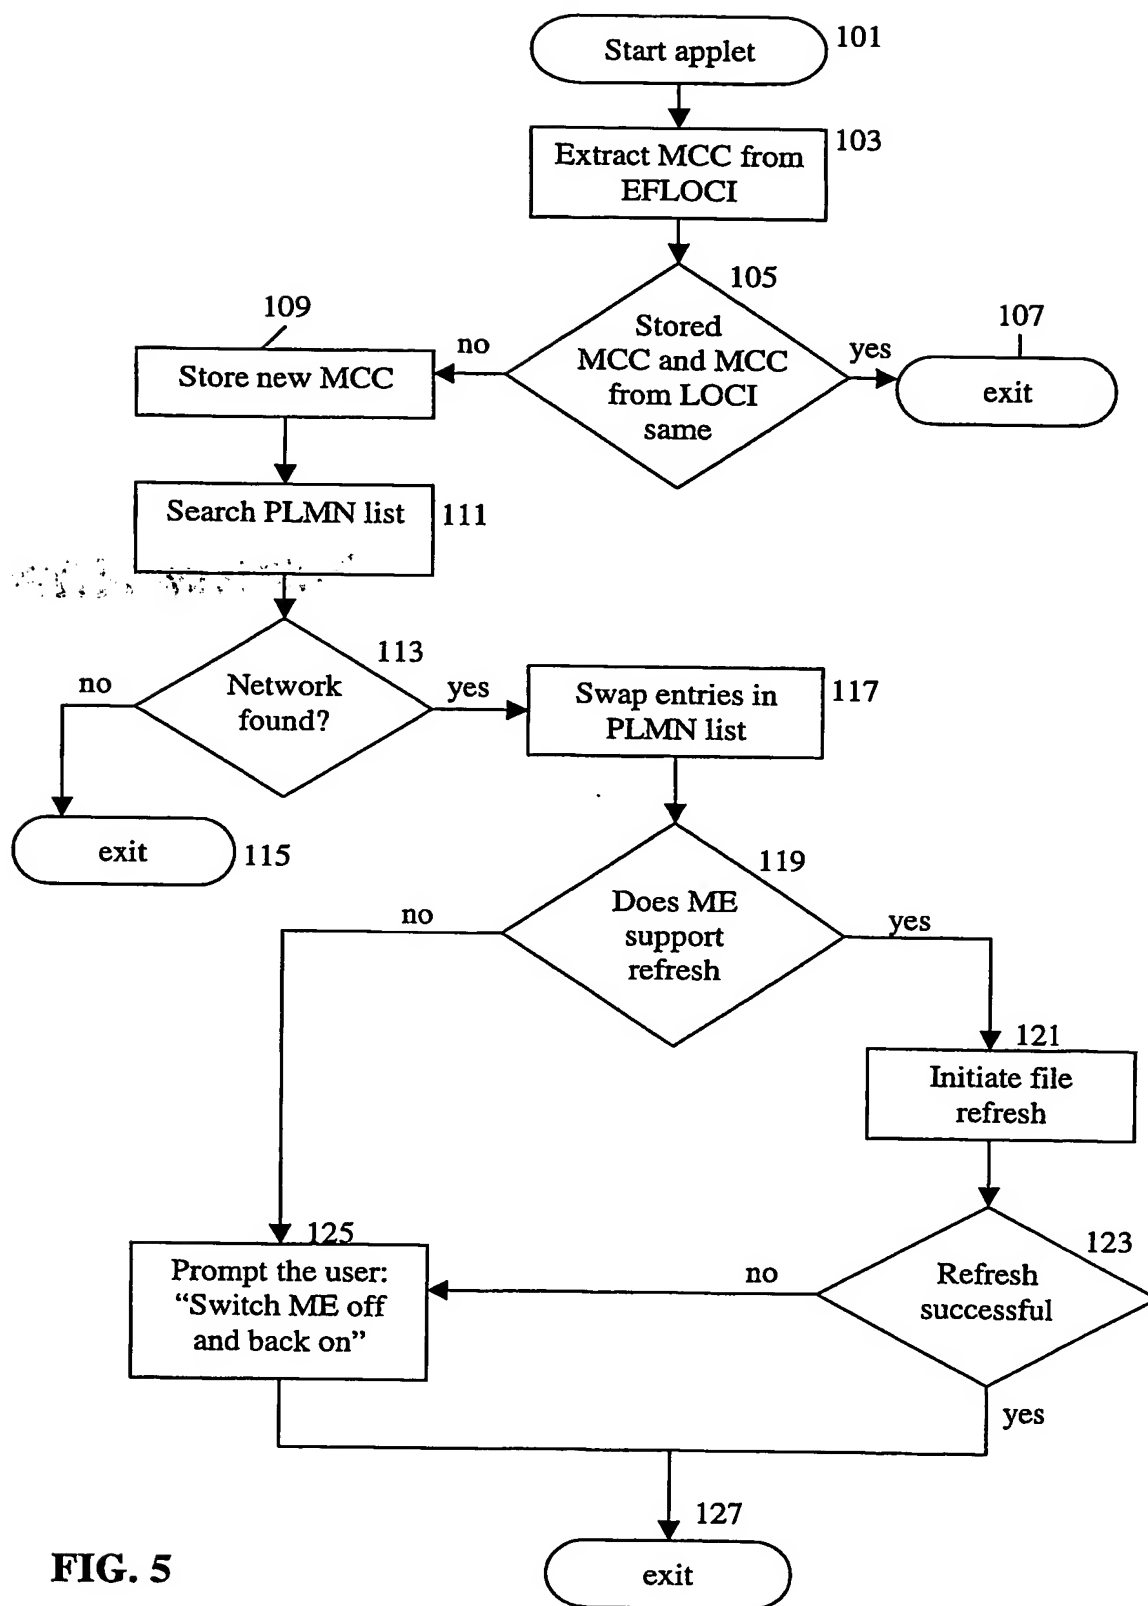 Start applet
101
Extract MCC from
EFLOCI
103
105
Stored
MCC and MCC
from LOCI
same
no
yes
109
Store new MCC
107
exit
Search PLMN list
111
113
Network
found?
no
yes
Swap entries in
PLMN list
117
exit
115
119
Does ME
support
refresh
no
yes
121
Initiate file
refresh
123
Refresh
successful
no
yes
125
Prompt the user:
“Switch ME off
and back on”
127
exit
FIG. 5